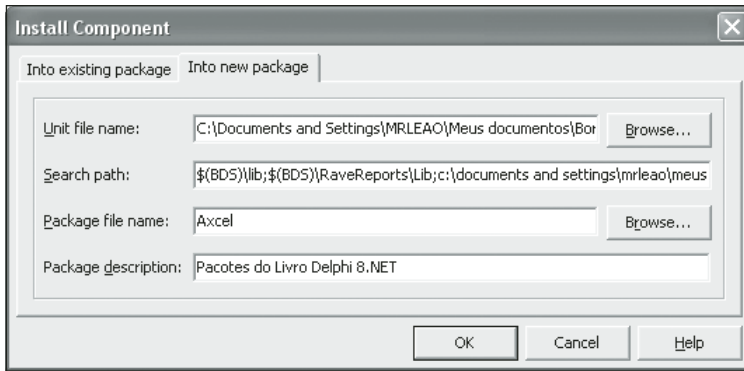 Install Component
Into existing package Into new package
Unit file name: C:\Documents and Settings\MRLEAO\Meus documentos\Bor Browse...
Search path: $(BDS)\lib;$(BDS)\RaveReports\Lib;c:\documents and settings\mrleao\meus
Package file name: Axcel Browse...
Package description: Pacotes do Livro Delphi 8.NET
OK Cancel Help